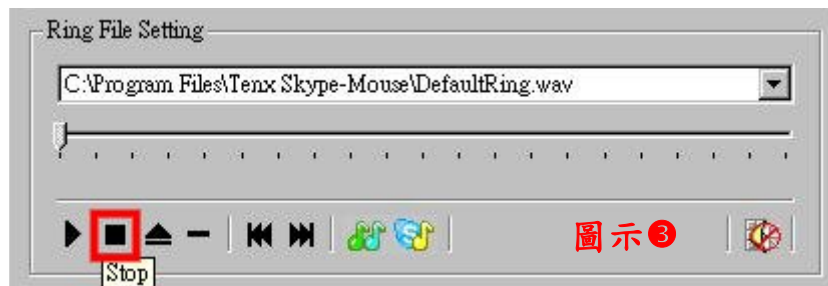 Ring File Setting
C:\Program Files\Tenx Skype-Mouse\DefaultRing.wav
圖示❸
Stop